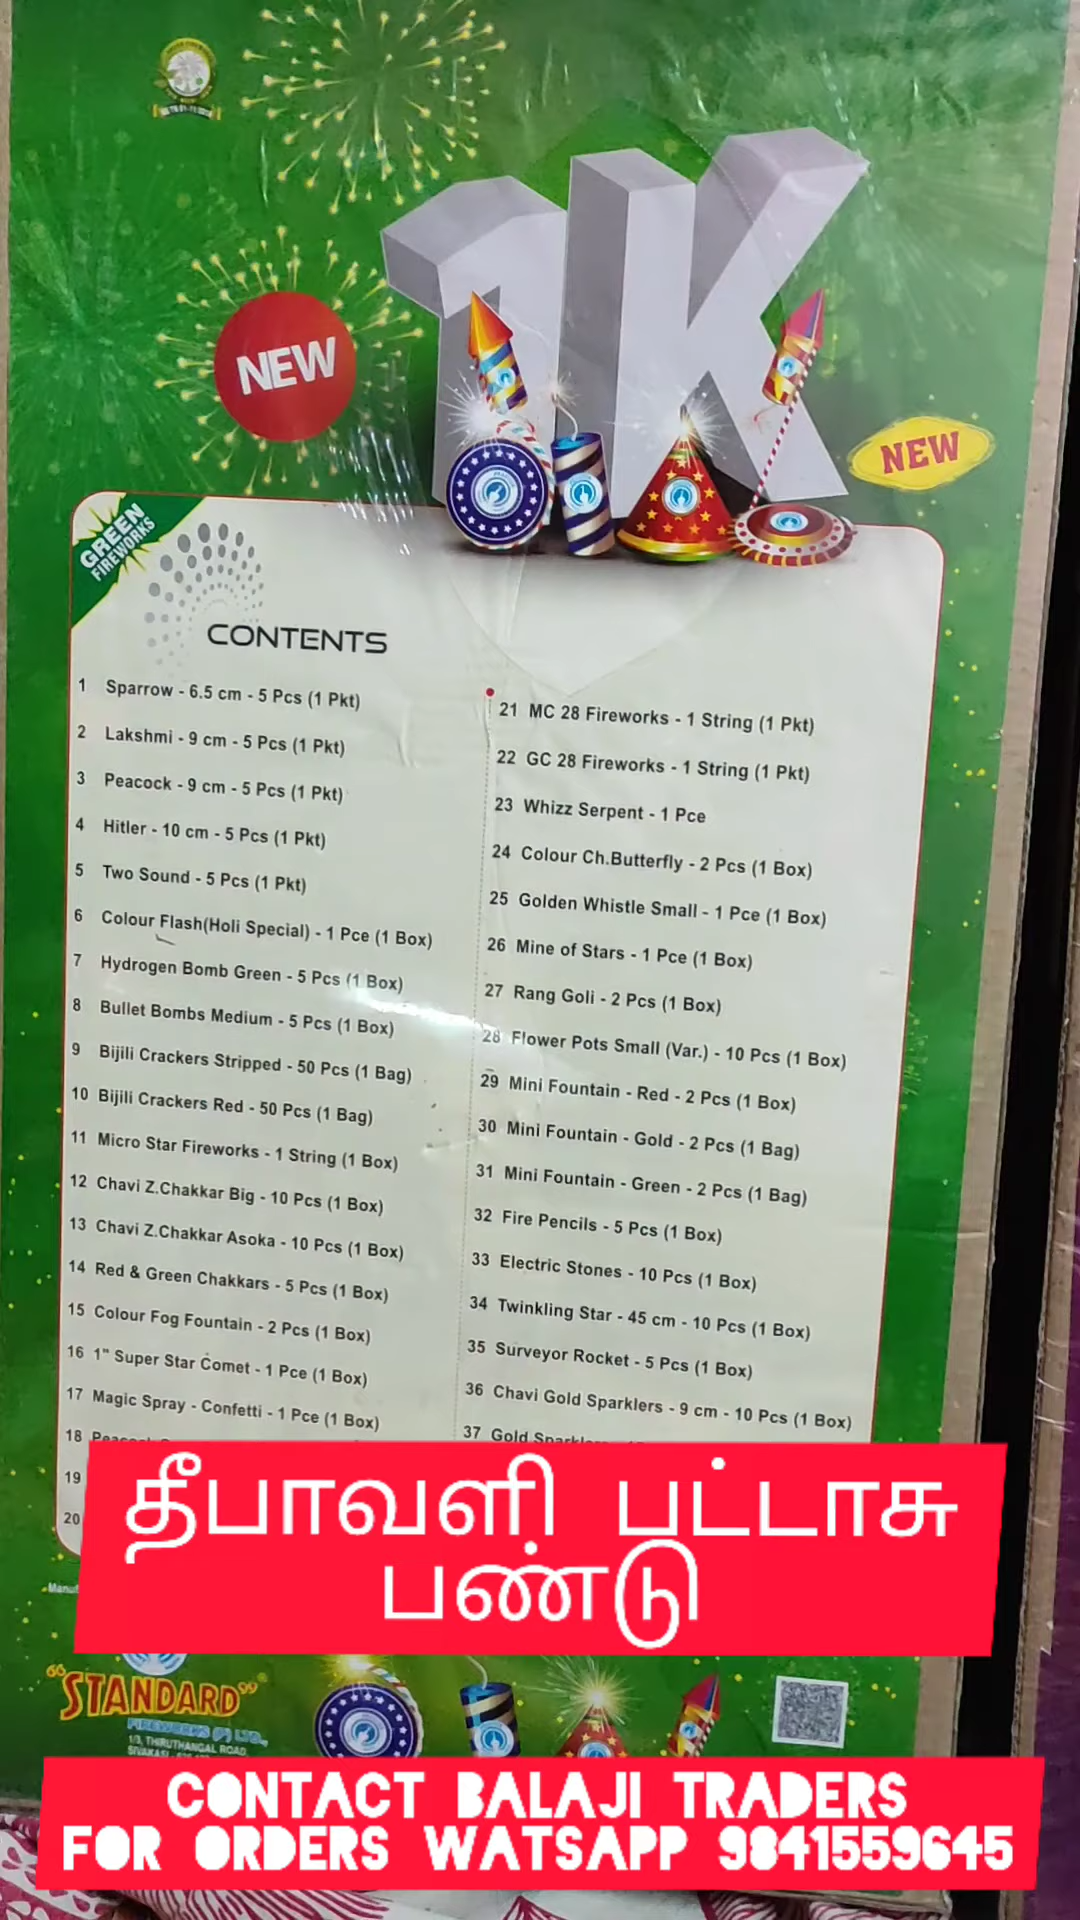 1K
NEW
NEW
GREEN
FIREWORKS
CONTENTS
1 Sparrow - 6.5 cm - 5 Pcs (1 Pkt)
2 Lakshmi - 9 cm - 5 Pcs (1 Pkt)
3 Peacock - 9 cm - 5 Pcs (1 Pkt)
4 Hitler - 10 cm - 5 Pcs (1 Pkt)
5 Two Sound - 5 Pcs (1 Pkt)
6 Colour Flash(Holi Special) - 1 Pce (1 Box)
7 Hydrogen Bomb Green - 5 Pcs (1 Box)
8 Bullet Bombs Medium - 5 Pcs (1 Box)
9 Bijili Crackers Stripped - 50 Pcs (1 Bag)
10 Bijili Crackers Red - 50 Pcs (1 Bag)
11 Micro Star Fireworks - 1 String (1 Box)
12 Chavi Z.Chakkar Big - 10 Pcs (1 Box)
13 Chavi Z.Chakkar Asoka - 10 Pcs (1 Box)
14 Red & Green Chakkars - 5 Pcs (1 Box)
15 Colour Fog Fountain - 2 Pcs (1 Box)
16 1" Super Star Comet - 1 Pce (1 Box)
17 Magic Spray - Confetti - 1 Pce (1 Box)
18
19
20
21 MC 28 Fireworks - 1 String (1 Pkt)
22 GC 28 Fireworks - 1 String (1 Pkt)
23 Whizz Serpent - 1 Pce
24 Colour Ch.Butterfly - 2 Pcs (1 Box)
25 Golden Whistle Small - 1 Pce (1 Box)
26 Mine of Stars - 1 Pce (1 Box)
27 Rang Goli - 2 Pcs (1 Box)
28 Flower Pots Small (Var.) - 10 Pcs (1 Box)
29 Mini Fountain - Red - 2 Pcs (1 Box)
30 Mini Fountain - Gold - 2 Pcs (1 Bag)
31 Mini Fountain - Green - 2 Pcs (1 Bag)
32 Fire Pencils - 5 Pcs (1 Box)
33 Electric Stones - 10 Pcs (1 Box)
34 Twinkling Star - 45 cm - 10 Pcs (1 Box)
35 Surveyor Rocket - 5 Pcs (1 Box)
36 Chavi Gold Sparklers - 9 cm - 10 Pcs (1 Box)
37 Gold
தீபாவளி பட்டாசு
பண்டு
"STANDARD"
FIREWORKS (P) LTD.,
1/3, THIRUTHANGAL ROAD,
SIVAKASI
CONTACT BALAJI TRADERS
FOR ORDERS WATSAPP 9841559645